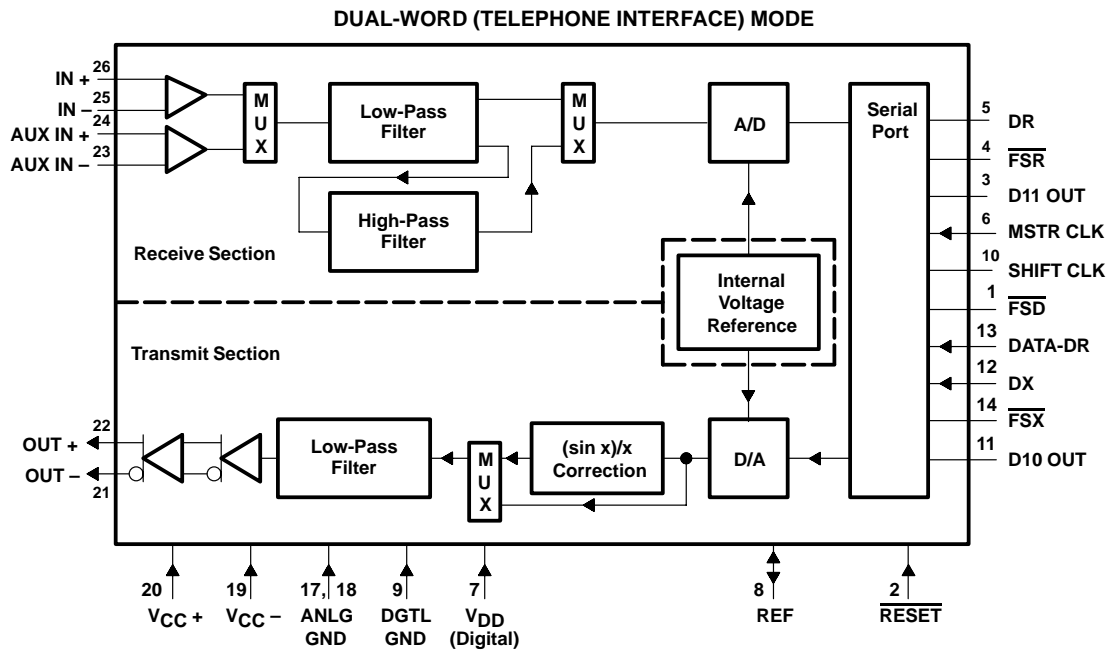 DUAL-WORD (TELEPHONE INTERFACE) MODE
26
IN +
25
IN –
24
AUX IN +
23
AUX IN –
M
U
X
Low-Pass
Filter
High-Pass
Filter
M
U
X
A/D
Serial
Port
Receive Section
Internal
Voltage
Reference
Transmit Section
5
DR
4
FSR
3
D11 OUT
6
MSTR CLK
10
SHIFT CLK
1
FSD
13
DATA-DR
12
DX
14
FSX
11
D10 OUT
22
OUT +
OUT –
21
Low-Pass
Filter
M
U
X
(sin x)/x
Correction
D/A
20
VCC +
19
VCC –
17, 18
ANLG
GND
9
DGTL
GND
7
VDD
(Digital)
8
REF
2
RESET